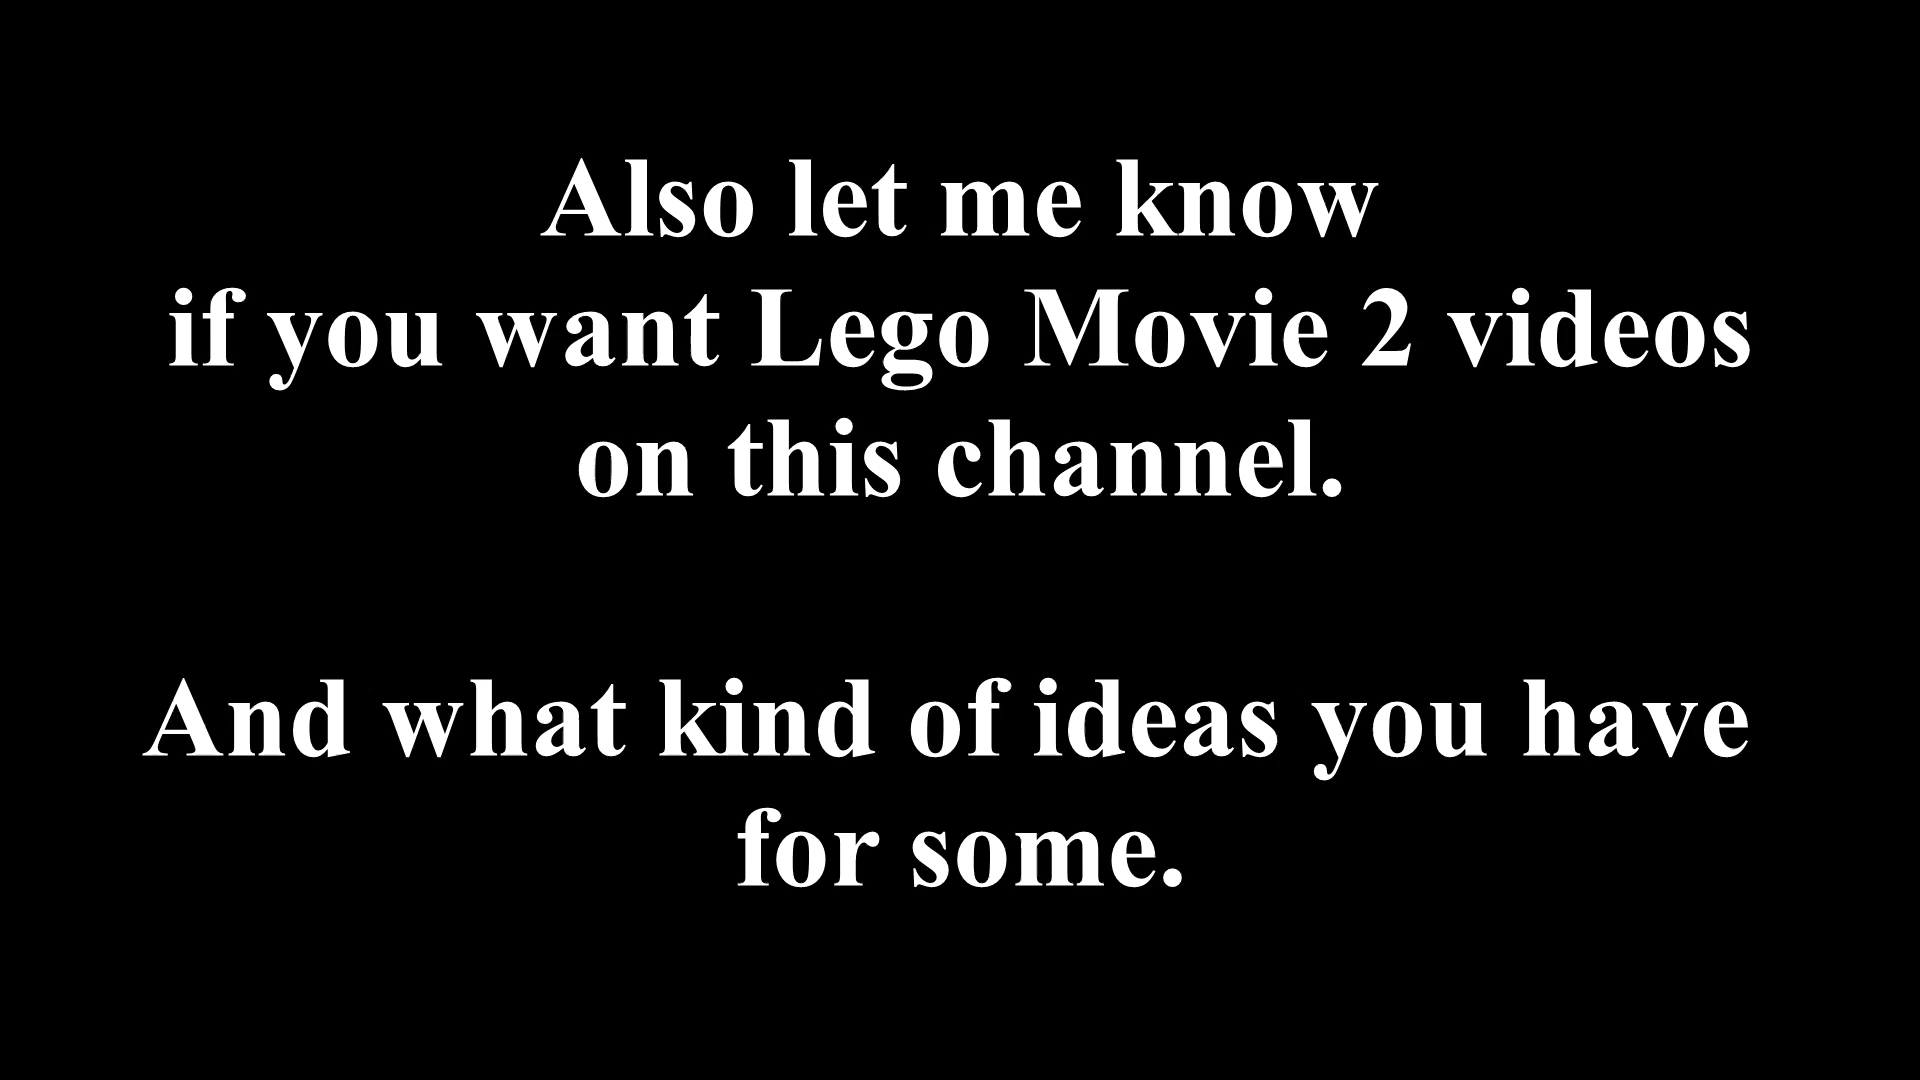 Also let me know
if you want Lego Movie 2 videos
on this channel.
And what kind of ideas you have
for some.